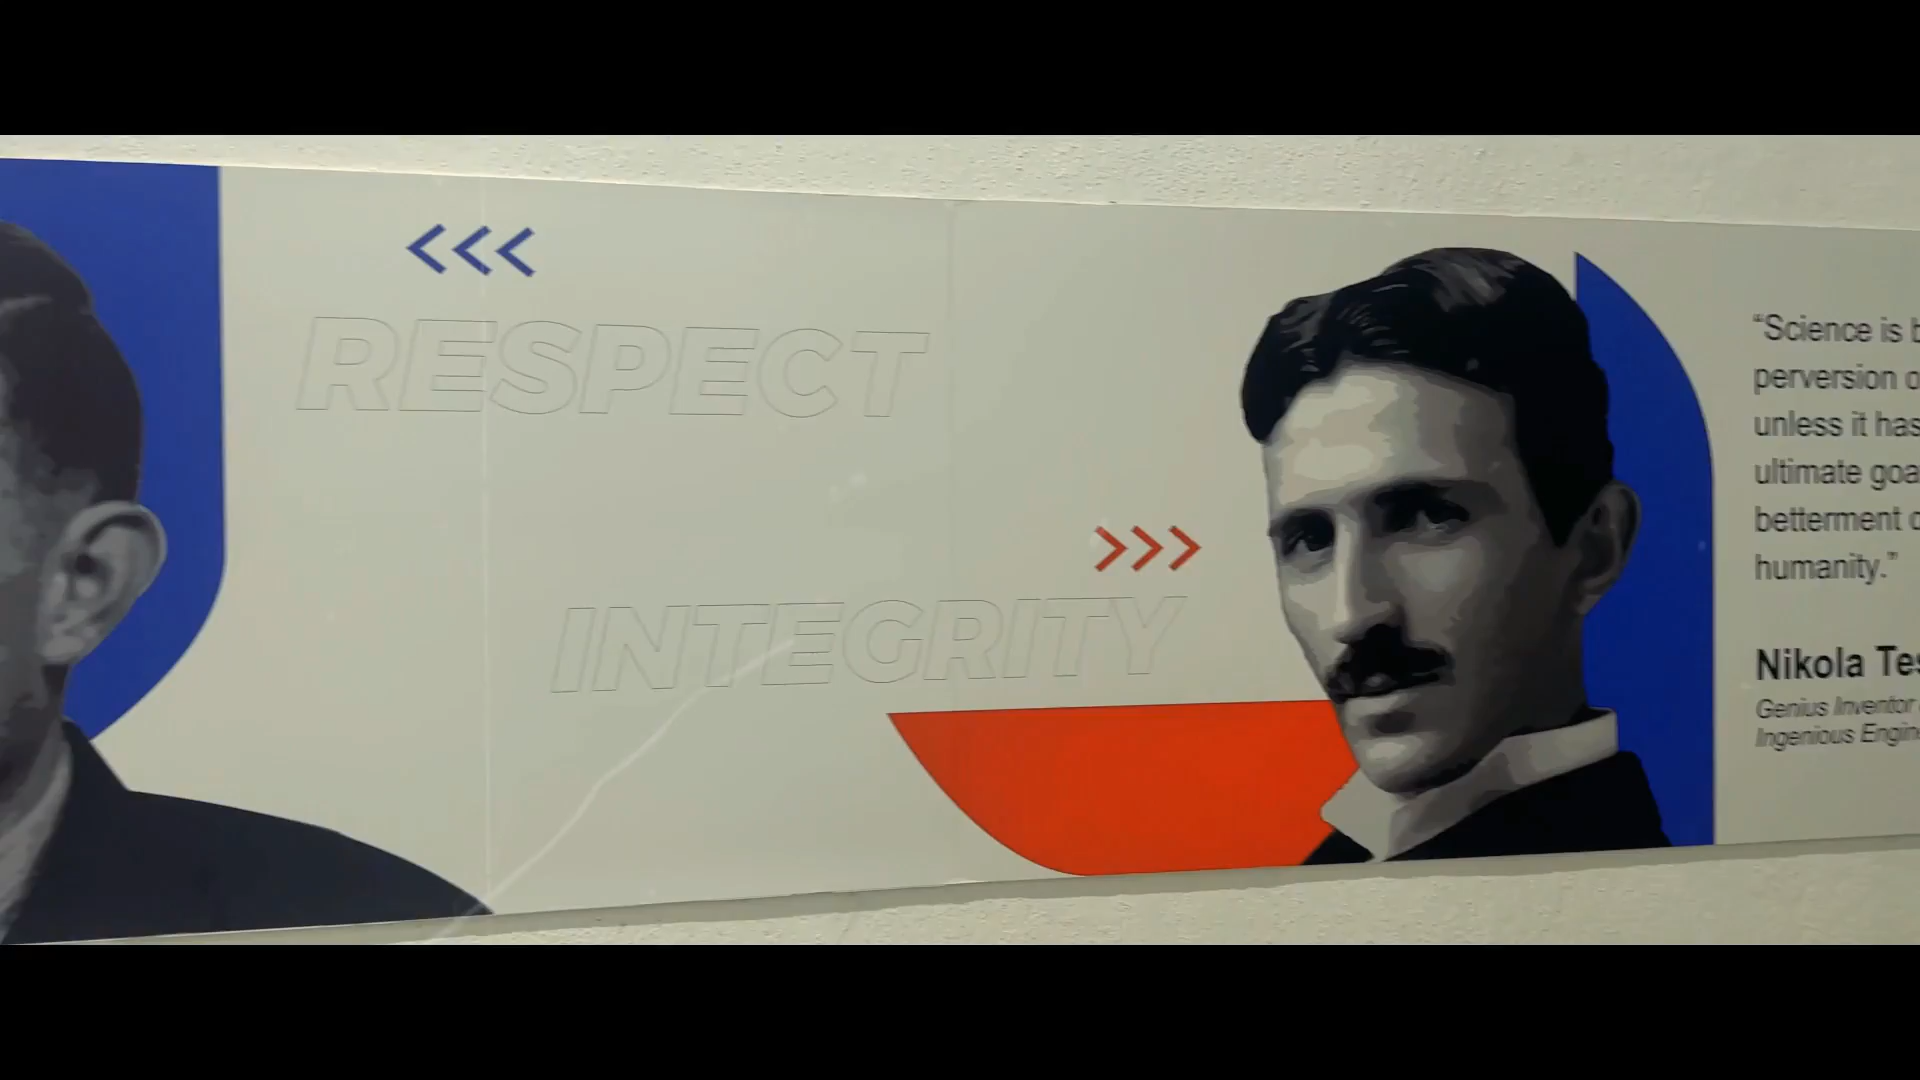 RESPECT
INTEGRITY
“Science is
perversion
unless it has
ultimate
betterment
humanity.”
Nikola
Genius Inventor
Ingenious